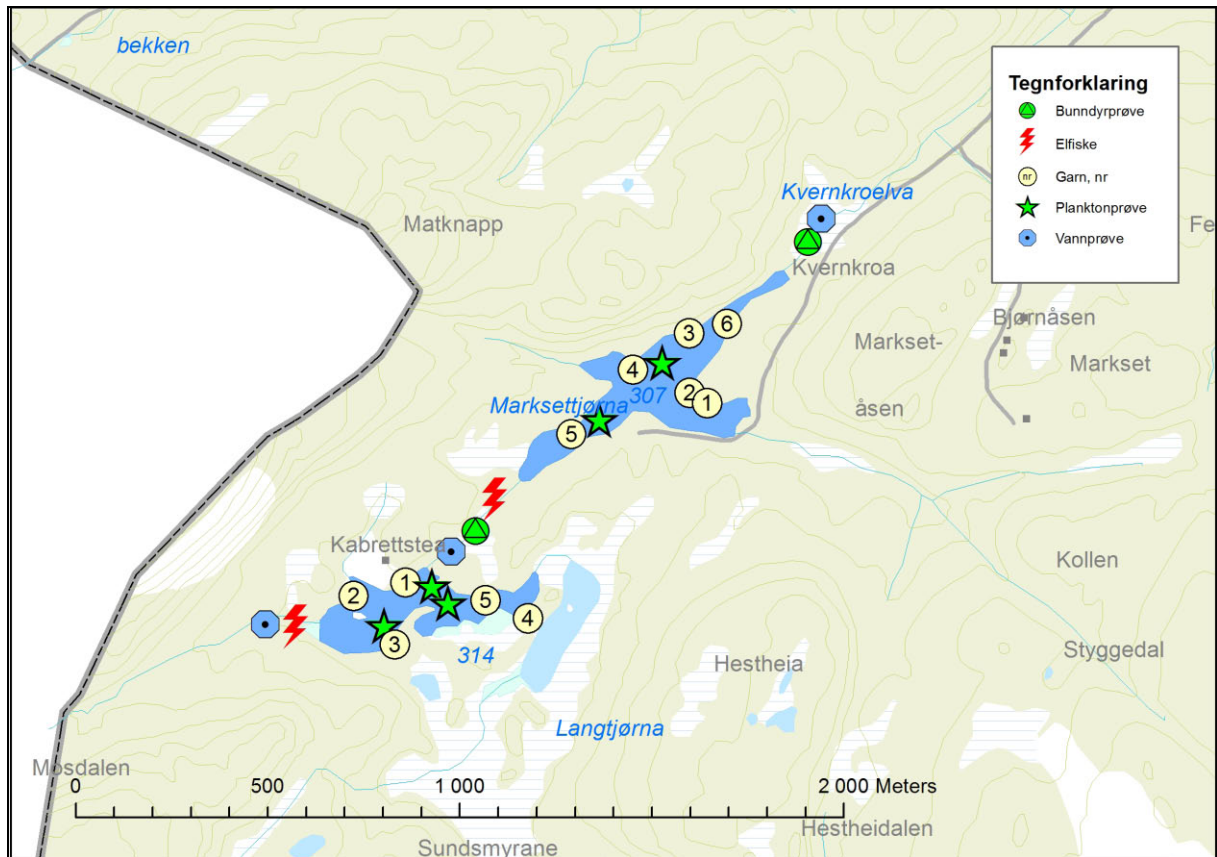 bekken
Tegnforklaring
Bunndyrprøve
Elfiske
nr
Garn, nr
Planktonprøve
Vannprøve
Kvernkroelva
Matknapp
Fe
Kvernkroa
Bjørnåsen
3
6
Markset-
Markset
4
2
307
1
åsen
Marksettjørna
5
Kabrettstea
Kollen
1
2
5
4
3
314
Hestheia
Styggedal
Langtjørna
Mosdalen
0
500
1 000
2 000 Meters
Hestheidalen
Sundsmyrane